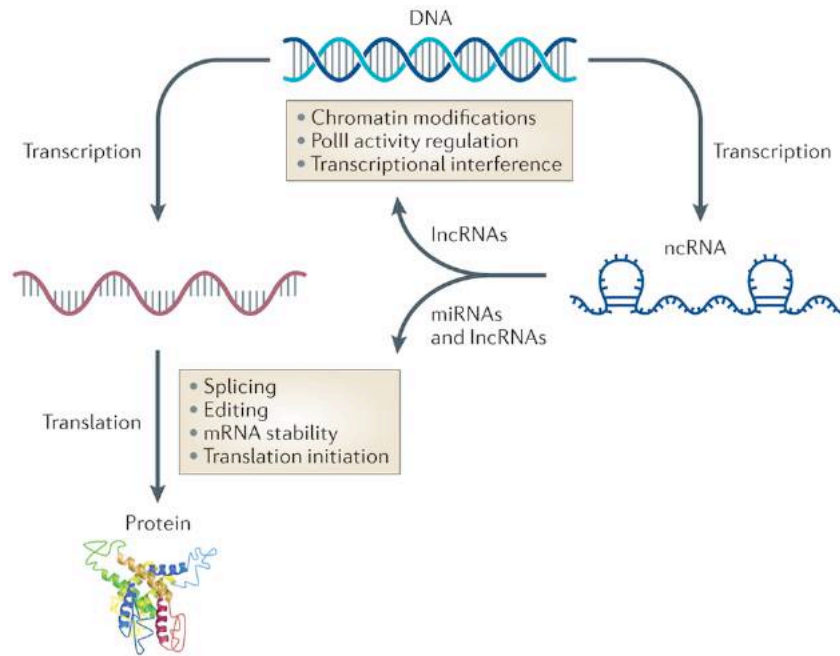 DNA
• Chromatin modifications
• PolII activity regulation
• Transcriptional interference
Transcription
Transcription
lncRNAs
ncRNA
miRNAs
and lncRNAs
• Splicing
• Editing
• mRNA stability
• Translation initiation
Translation
Protein